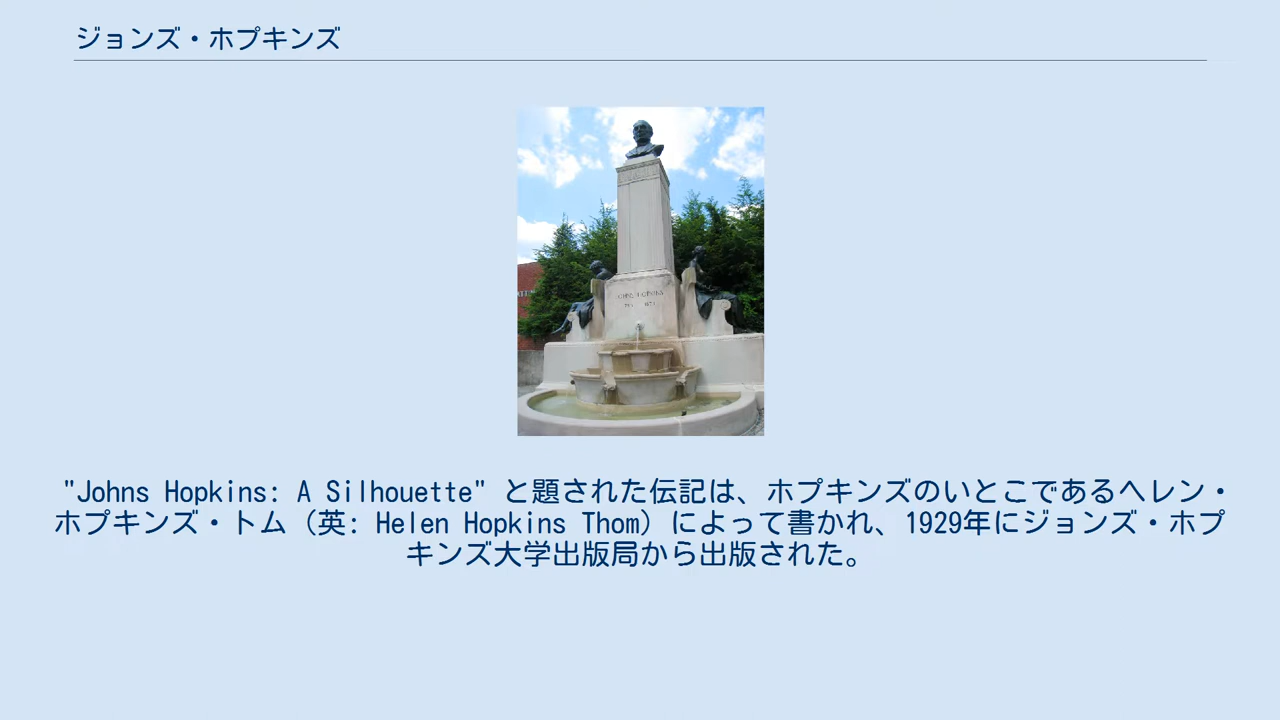 ジョンズ・ホプキンズ
JOHNS HOPKINS
"Johns Hopkins: A Silhouette" と題された伝記は、ホプキンズのいとこであるヘレン・
ホプキンズ・トム（英: Helen Hopkins Thom）によって書かれ、1929年にジョンズ・ホプ
キンズ大学出版局から出版された。